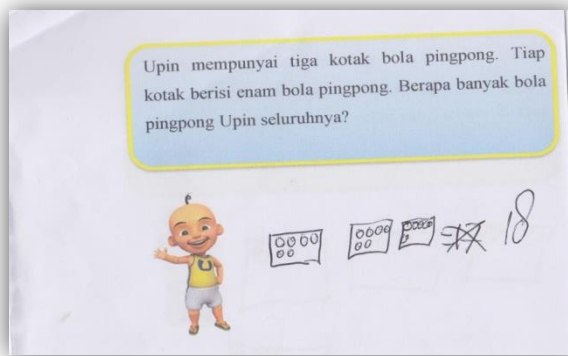 Upin mempunyai tiga kotak bola pingpong. Tiap
kotak berisi enam bola pingpong. Berapa banyak bola
pingpong Upin seluruhnya?
U
= 18